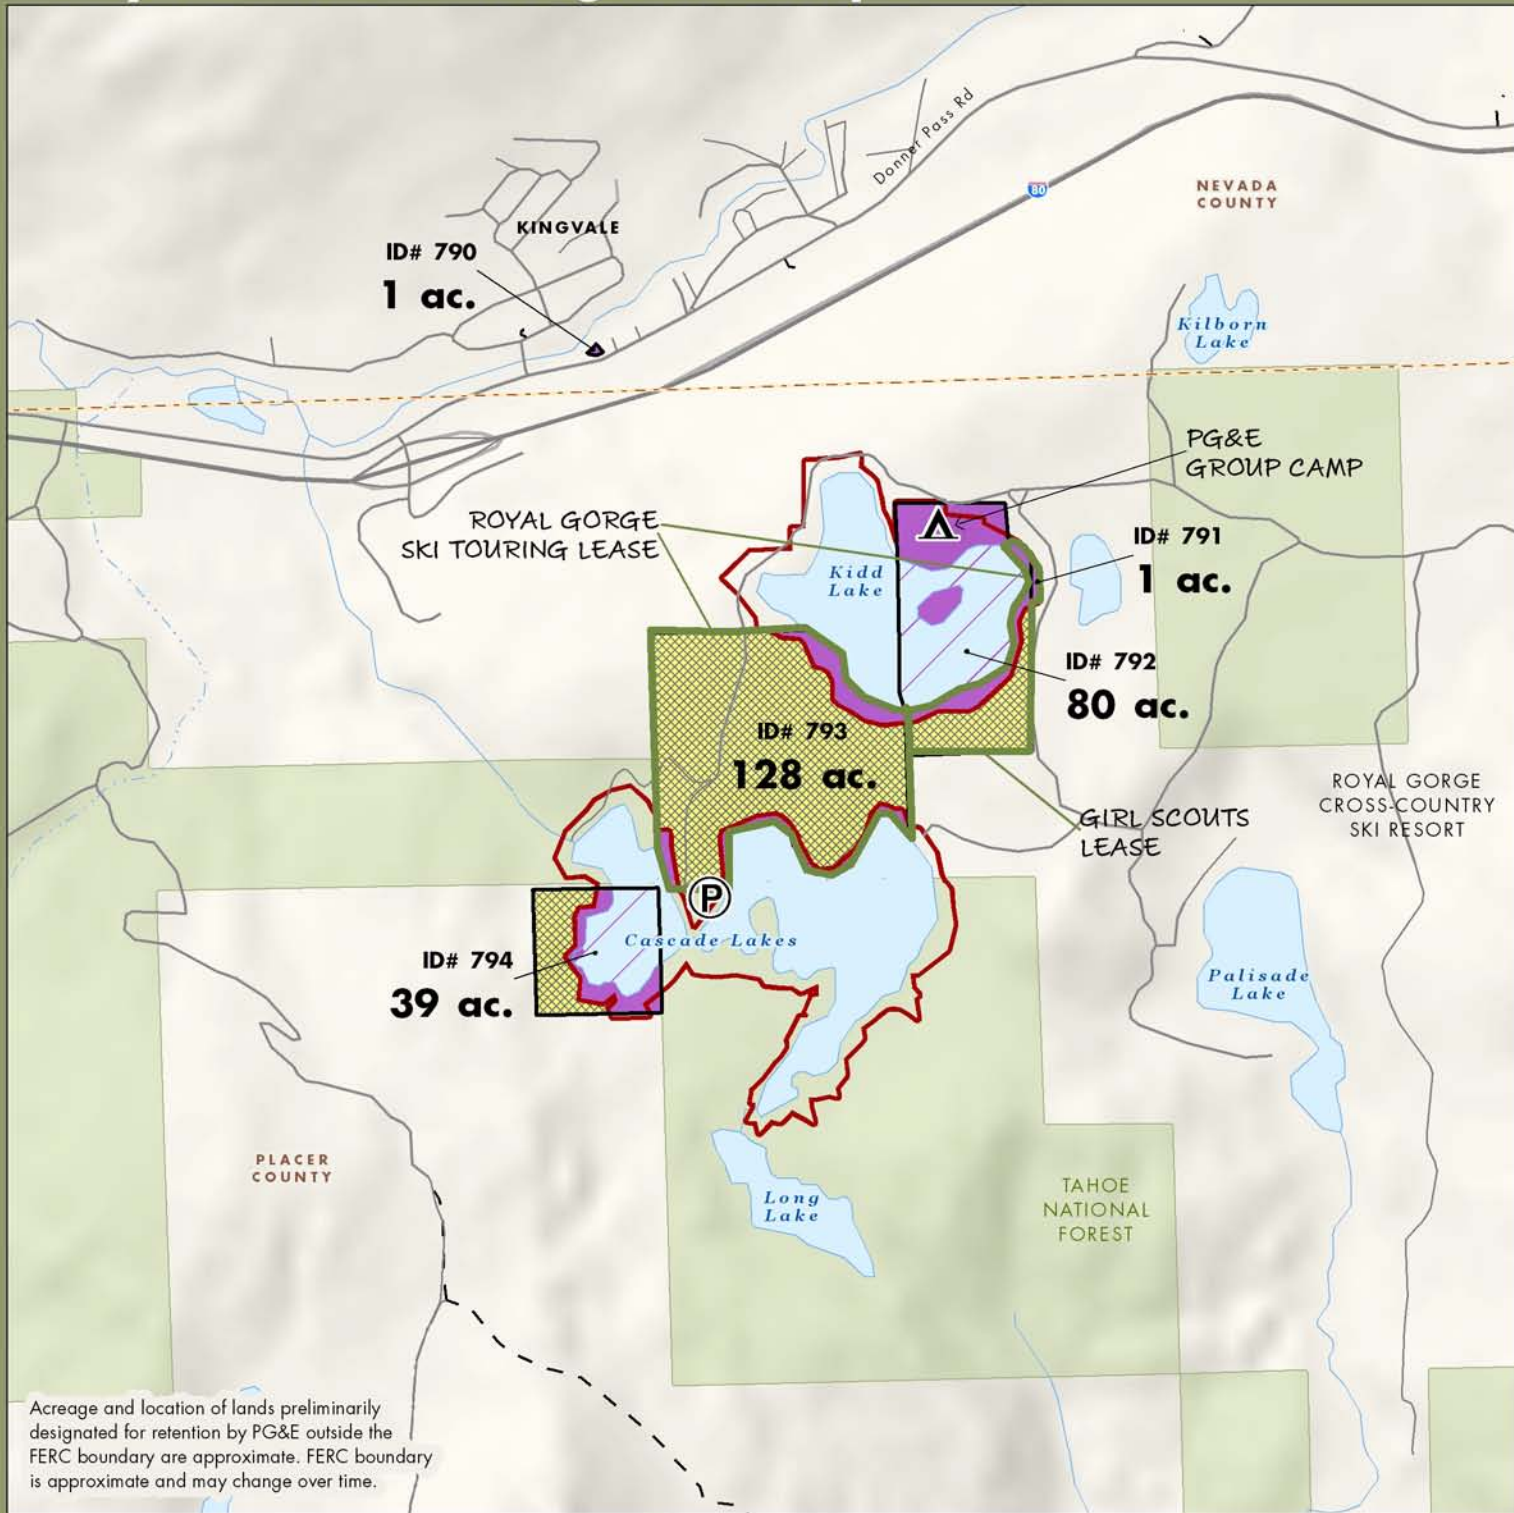 Donner Pass Rd
80
NEVADA
COUNTY
KINGVALE
ID# 790
1 ac.
Kilborn
Lake
PG&E
GROUP CAMP
ROYAL GORGE
SKI TOURING LEASE
ID# 791
1 ac.
Kidd
Lake
ID# 792
80 ac.
ID# 793
128 ac.
ROYAL GORGE
CROSS-COUNTRY
SKI RESORT
GIRL SCOUTS
LEASE
P
Cascade Lakes
ID# 794
39 ac.
Palisade
Lake
PLACER
COUNTY
Long
Lake
TAHOE
NATIONAL
FOREST
Acreage and location of lands preliminarily
designated for retention by PG&E outside the
FERC boundary are approximate. FERC boundary
is approximate and may change over time.